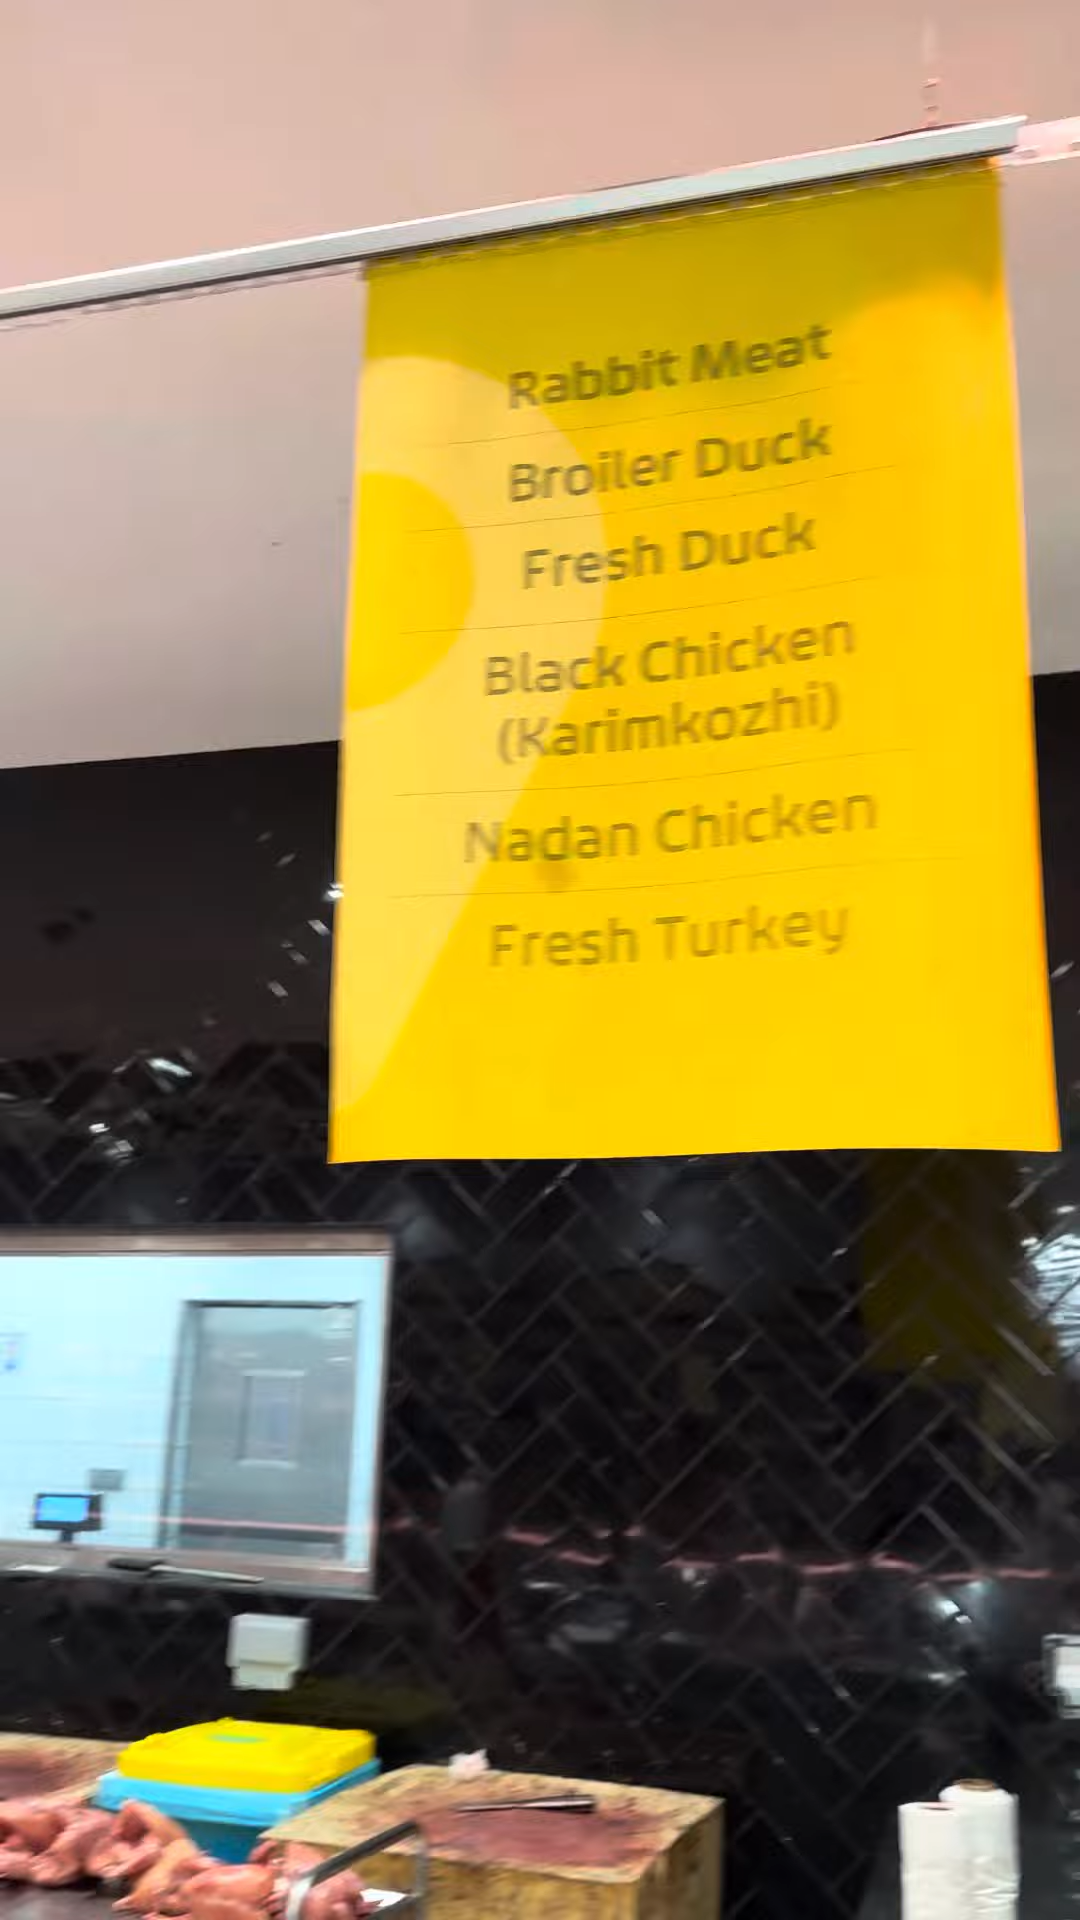 Rabbit Meat
Broiler Duck
Fresh Duck
Black Chicken
(Karimkozhi)
Nadan Chicken
Fresh Turkey